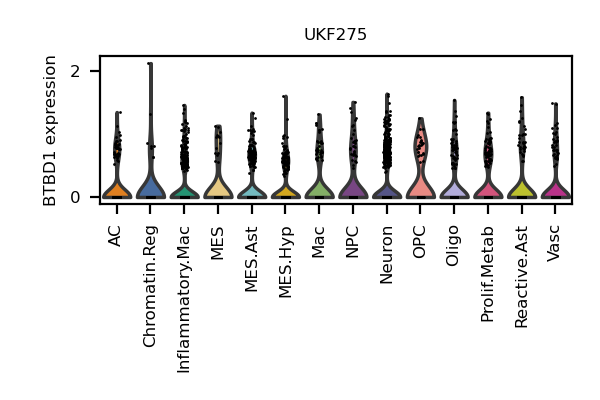 UKF275
BTBD1 expression
2
0
AC
Chromatin.Reg
Inflammatory.Mac
MES
MES.Ast
MES.Hyp
Mac
NPC
Neuron
OPC
Oligo
Prolif.Metab
Reactive.Ast
Vasc